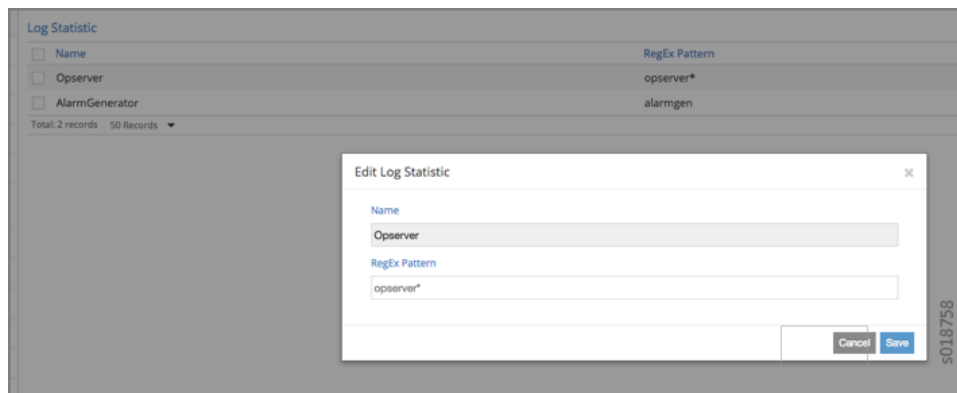 Log Statistic
Name RegEx Pattern
Opserver opserver*
AlarmGenerator alarmgen
Total: 2 records 50 Records
Edit Log Statistic
Name
Opserver
RegEx Pattern
opserver*
Cancel Save
s018758